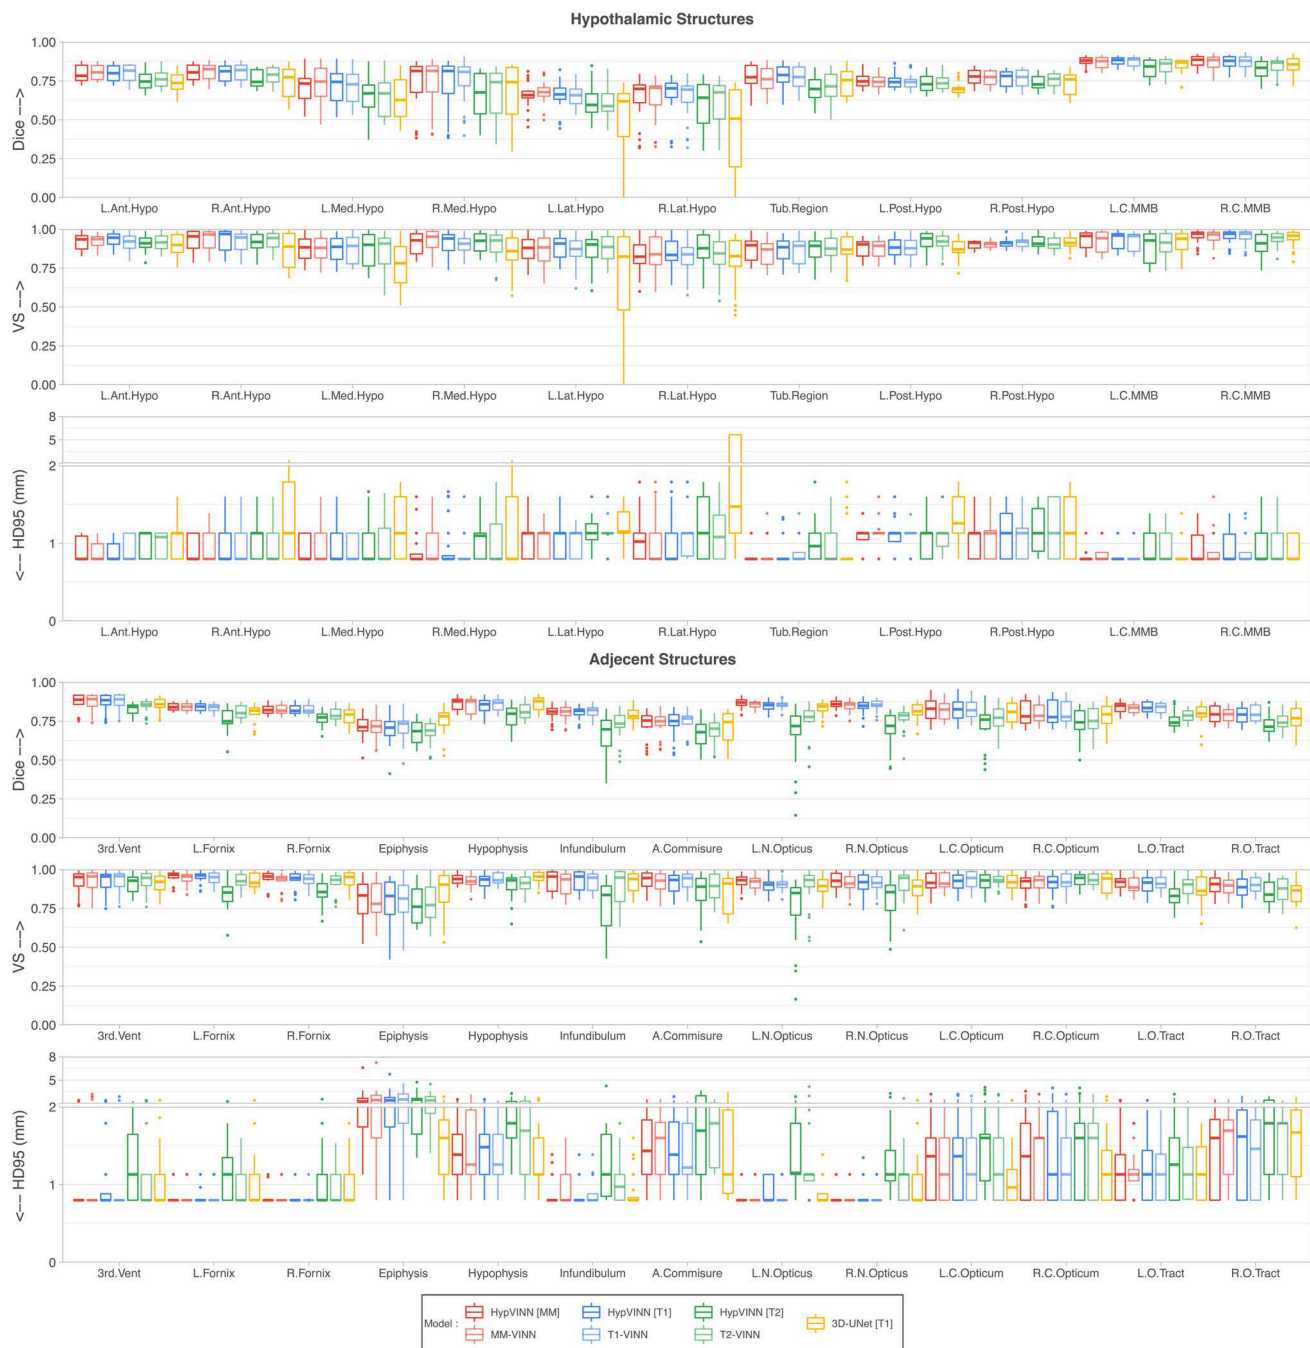 Hypothalamic Structures
1.00
0.75
0.50
0.25
0.00
Dice --->
L.Ant.Hypo R.Ant.Hypo L.Med.Hypo R.Med.Hypo L.Lat.Hypo R.Lat.Hypo Tub.Region L.Post.Hypo R.Post.Hypo L.C.MMB R.C.MMB
1.00
0.75
0.50
0.25
0.00
VS --->
L.Ant.Hypo R.Ant.Hypo L.Med.Hypo R.Med.Hypo L.Lat.Hypo R.Lat.Hypo Tub.Region L.Post.Hypo R.Post.Hypo L.C.MMB R.C.MMB
8
5
2
1
0
<--- HD95 (mm)
L.Ant.Hypo R.Ant.Hypo L.Med.Hypo R.Med.Hypo L.Lat.Hypo R.Lat.Hypo Tub.Region L.Post.Hypo R.Post.Hypo L.C.MMB R.C.MMB
Adjecent Structures
1.00
0.75
0.50
0.25
0.00
Dice --->
3rd.Vent L.Fornix R.Fornix Epiphysis Hypophysis Infundibulum A.Commisure L.N.Opticus R.N.Opticus L.C.Opticum R.C.Opticum L.O.Tract R.O.Tract
1.00
0.75
0.50
0.25
0.00
VS --->
3rd.Vent L.Fornix R.Fornix Epiphysis Hypophysis Infundibulum A.Commisure L.N.Opticus R.N.Opticus L.C.Opticum R.C.Opticum L.O.Tract R.O.Tract
8
5
2
1
0
<--- HD95 (mm)
3rd.Vent L.Fornix R.Fornix Epiphysis Hypophysis Infundibulum A.Commisure L.N.Opticus R.N.Opticus L.C.Opticum R.C.Opticum L.O.Tract R.O.Tract
Model :
HypVINN [MM] HypVINN [T1] HypVINN [T2] 3D-UNet [T1]
MM-VINN T1-VINN T2-VINN